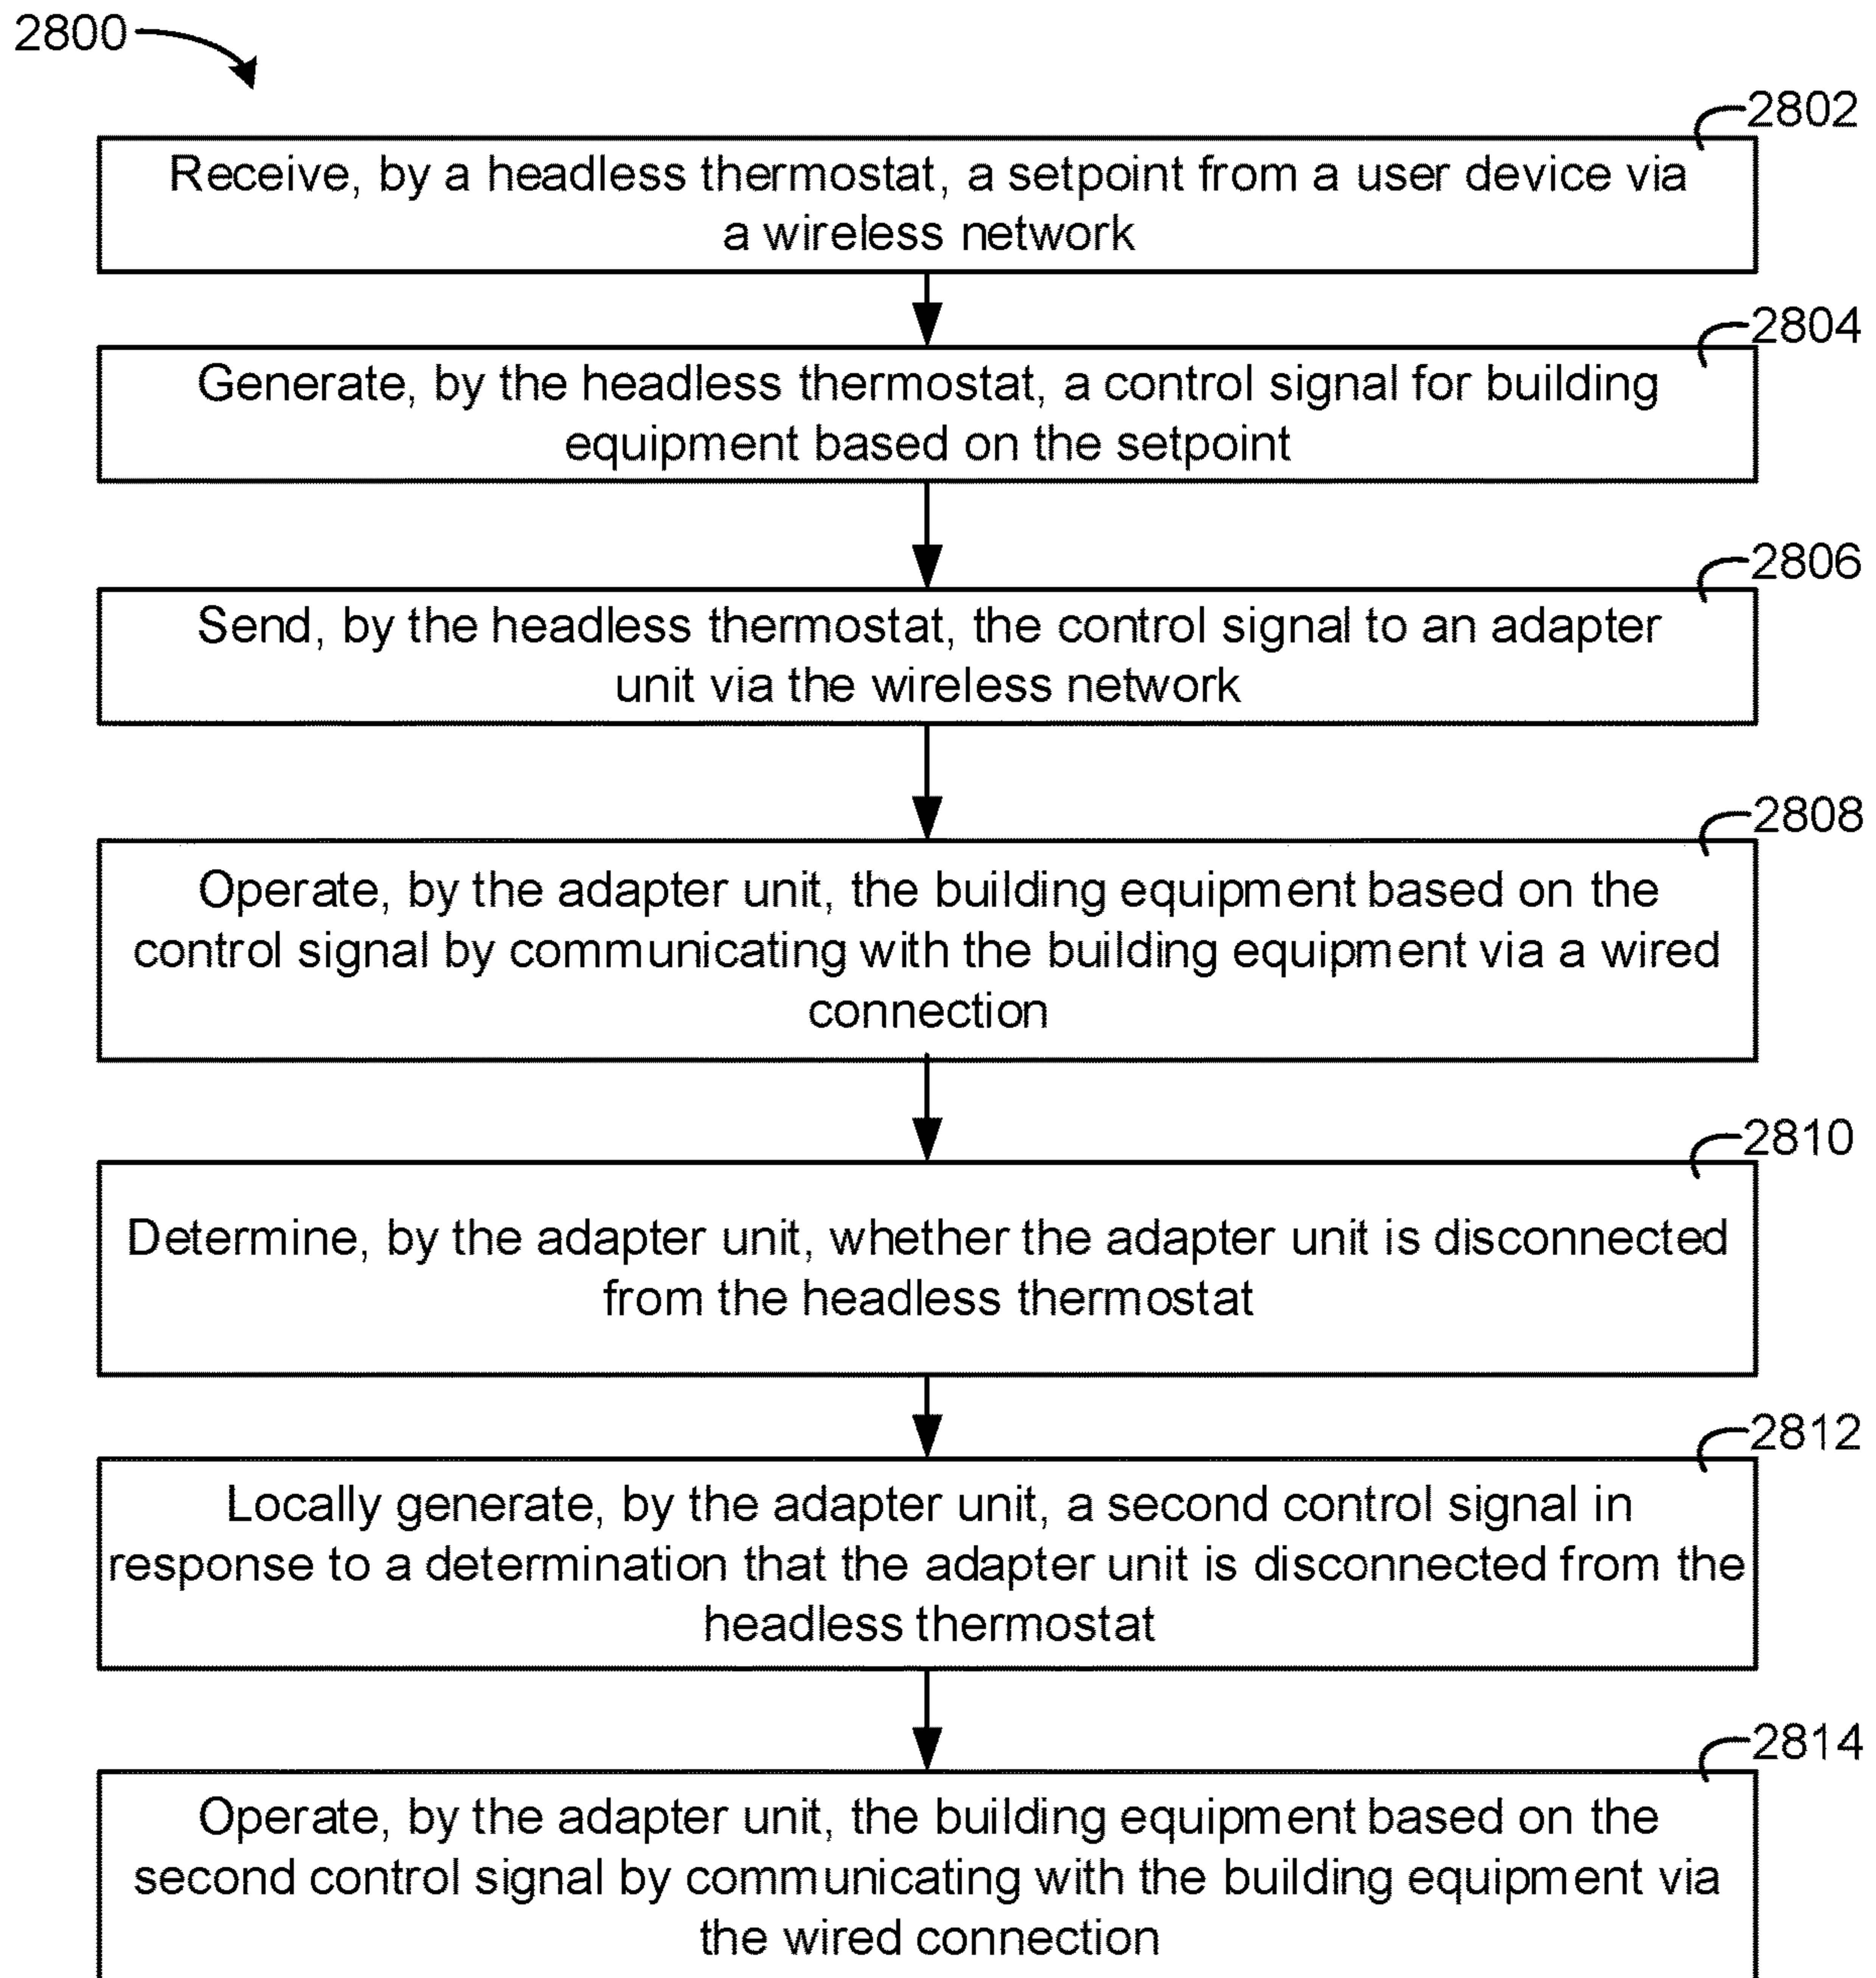 2800
2802
Receive, by a headless thermostat, a setpoint from a user device via
a wireless network
2804
Generate, by the headless thermostat, a control signal for building
equipment based on the setpoint
2806
Send, by the headless thermostat, the control signal to an adapter
unit via the wireless network
2808
Operate, by the adapter unit, the building equipment based on the
control signal by communicating with the building equipment via a wired
connection
2810
Determine, by the adapter unit, whether the adapter unit is disconnected
from the headless thermostat
2812
Locally generate, by the adapter unit, a second control signal in
response to a determination that the adapter unit is disconnected from the
headless thermostat
2814
Operate, by the adapter unit, the building equipment based on the
second control signal by communicating with the building equipment via
the wired connection